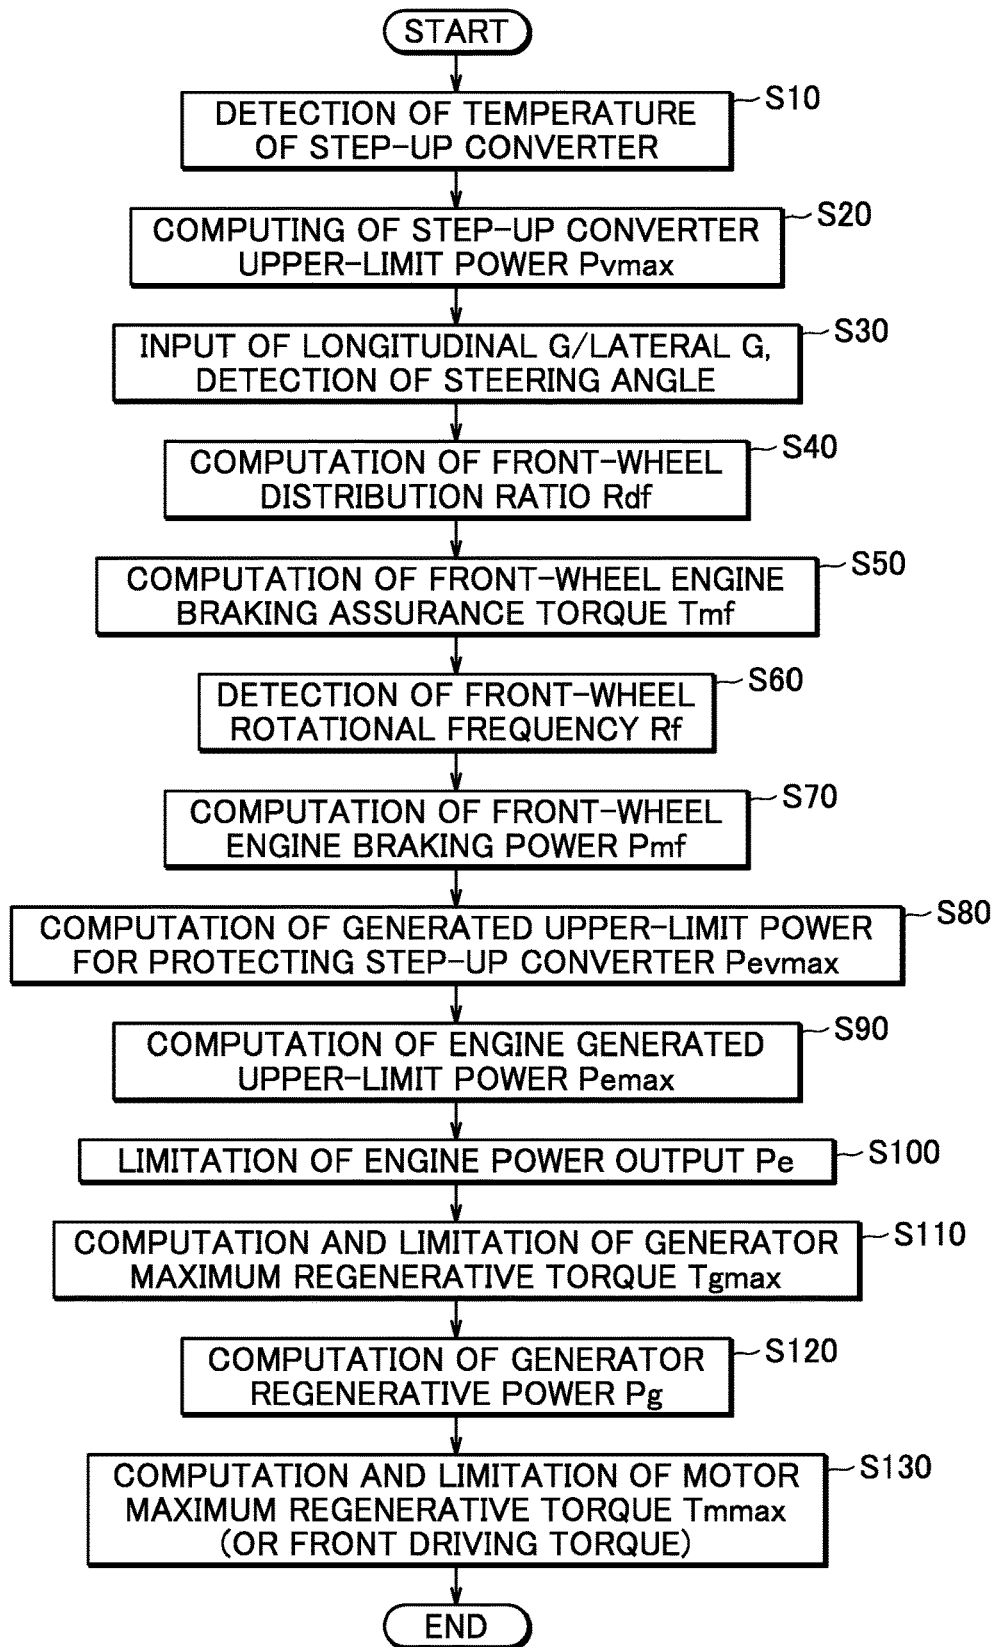 START
S10
DETECTION OF TEMPERATURE
OF STEP-UP CONVERTER
S20
COMPUTING OF STEP-UP CONVERTER
UPPER-LIMIT POWER Pvmax
S30
INPUT OF LONGITUDINAL G/LATERAL G,
DETECTION OF STEERING ANGLE
S40
COMPUTATION OF FRONT-WHEEL
DISTRIBUTION RATIO Rdf
S50
COMPUTATION OF FRONT-WHEEL ENGINE
BRAKING ASSURANCE TORQUE Tmf
S60
DETECTION OF FRONT-WHEEL
ROTATIONAL FREQUENCY Rf
S70
COMPUTATION OF FRONT-WHEEL
ENGINE BRAKING POWER Pmf
S80
COMPUTATION OF GENERATED UPPER-LIMIT POWER
FOR PROTECTING STEP-UP CONVERTER Pevmax
S90
COMPUTATION OF ENGINE GENERATED
UPPER-LIMIT POWER Pemax
S100
LIMITATION OF ENGINE POWER OUTPUT Pe
S110
COMPUTATION AND LIMITATION OF GENERATOR
MAXIMUM REGENERATIVE TORQUE Tgmax
S120
COMPUTATION OF GENERATOR
REGENERATIVE POWER Pg
S130
COMPUTATION AND LIMITATION OF MOTOR
MAXIMUM REGENERATIVE TORQUE Tmmax
(OR FRONT DRIVING TORQUE)
END